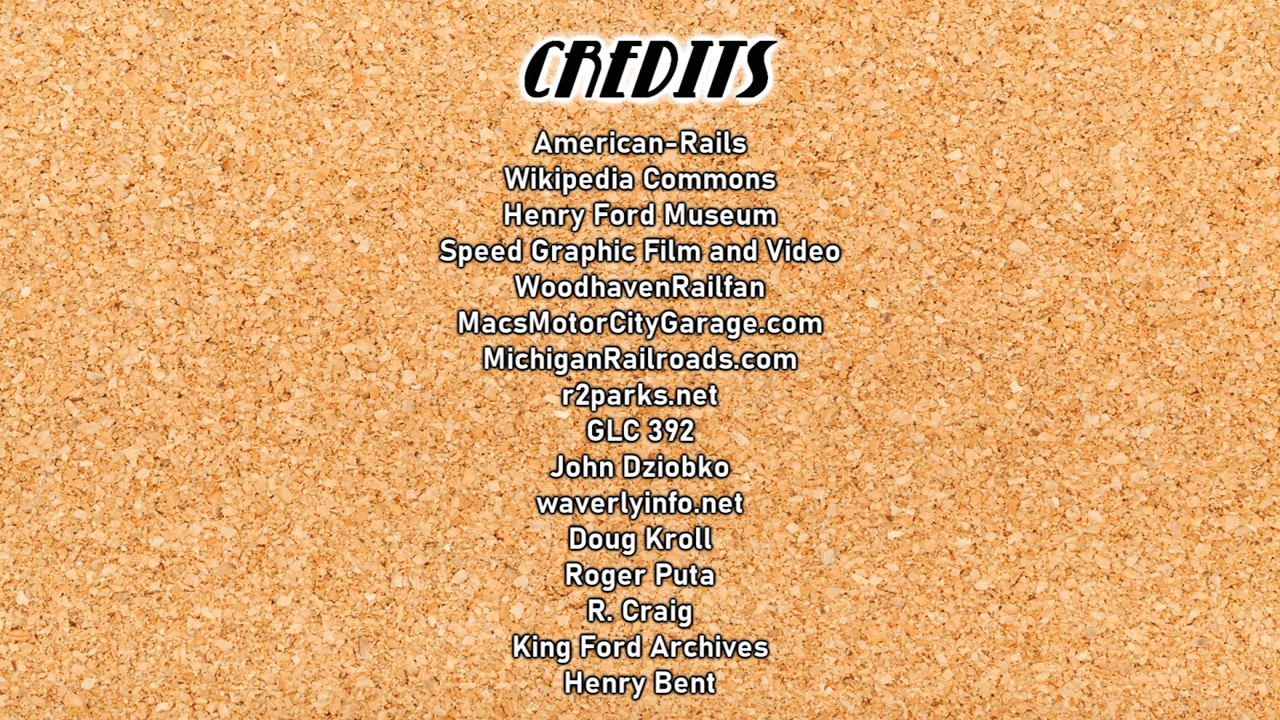 CREDITS
American-Rails
Wikipedia Commons
Henry Ford Museum
Speed Graphic Film and Video
WoodhavenRailfan
MacsMotorCityGarage.com
MichiganRailroads.com
r2parks.net
GLC 392
John Dziobko
waverlyinfo.net
Doug Kroll
Roger Puta
R. Craig
King Ford Archives
Henry Bent